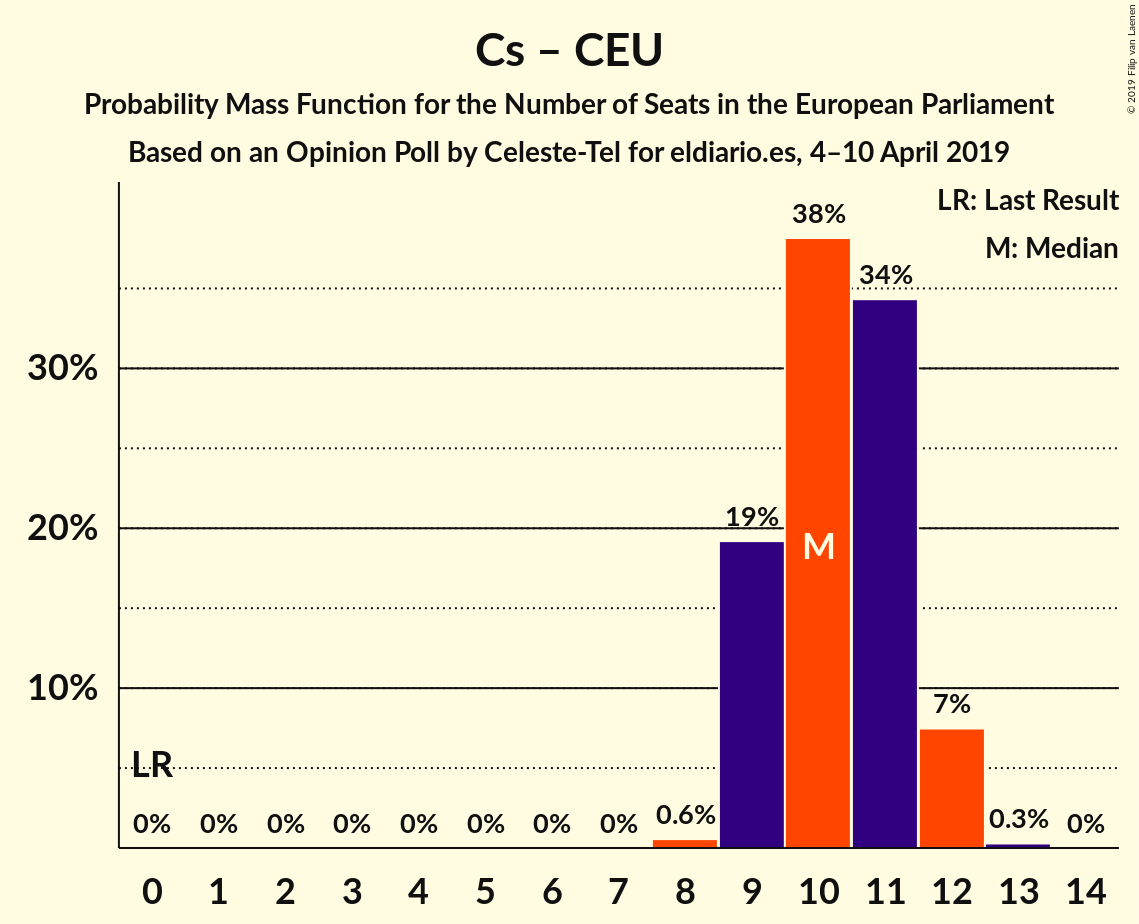 Cs – CEU
Probability Mass Function for the Number of Seats in the European Parliament
Based on an Opinion Poll by Celeste-Tel for eldiario.es, 4–10 April 2019
© 2019 Filip van Laenen
LR: Last Result
M: Median
38%
34%
30%
20%
19%
M
10%
7%
LR
0% 0% 0% 0% 0% 0% 0% 0% 0.6% 0.3% 0%
0 1 2 3 4 5 6 7 8 9 10 11 12 13 14